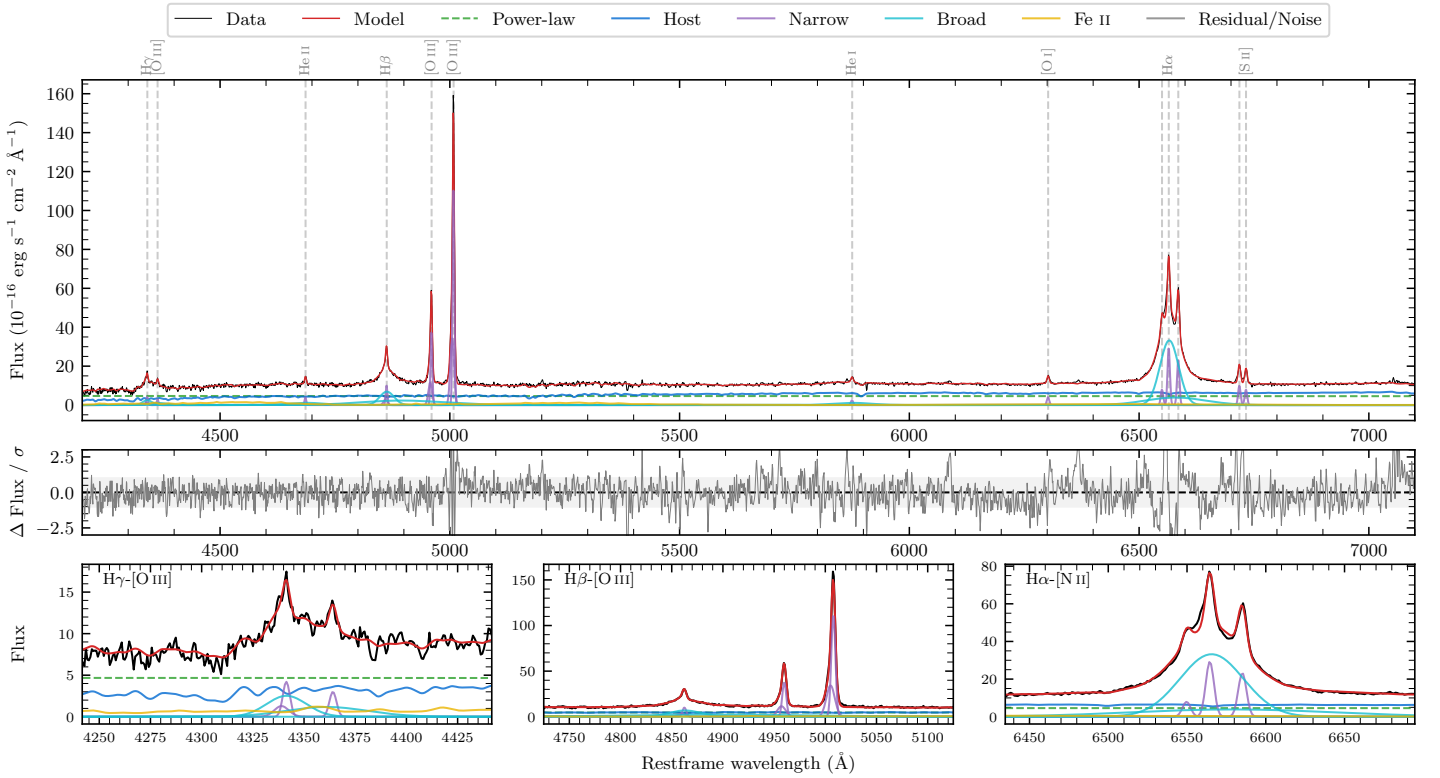 Data Model Power-law Host Narrow Broad Fe II Residual/Noise
Hγ [O III] He II Hβ [O III] [O III] He I [O I] Hα [S II]
Flux (10⁻¹⁶ erg s⁻¹ cm⁻² Å⁻¹)
160
140
120
100
80
60
40
20
0
4500 5000 5500 6000 6500 7000
Δ Flux / σ
2.5
0.0
−2.5
4500 5000 5500 6000 6500 7000
Hγ-[O III]
Flux
15
10
5
0
4250 4275 4300 4325 4350 4375 4400 4425
Hβ-[O III]
150
100
50
0
4750 4800 4850 4900 4950 5000 5050 5100
Hα-[N II]
80
60
40
20
0
6450 6500 6550 6600 6650
Restframe wavelength (Å)